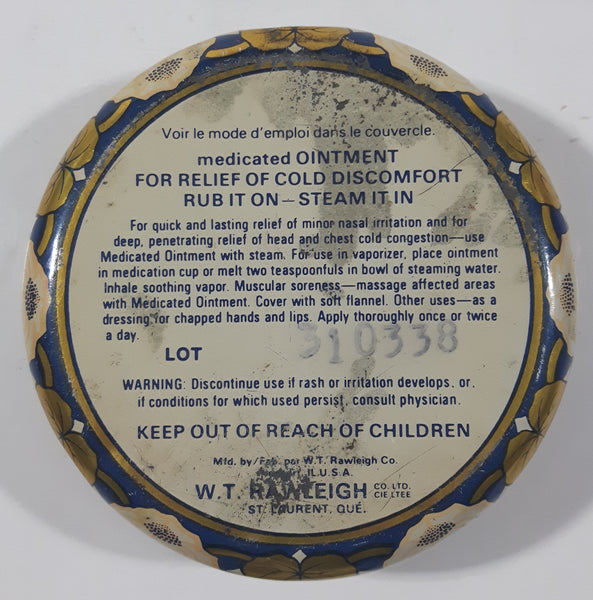 Voir le mode d'emploi dans le couvercle.
medicated OINTMENT
FOR RELIEF OF COLD DISCOMFORT
RUB IT ON—STEAM IT IN
For quick and lasting relief of minor nasal irritation and for
deep, penetrating relief of head and chest cold congestion—use
Medicated Ointment with steam. For use in vaporizer, place ointment
in medication cup or melt two teaspoonfuls in bowl of steaming water.
Inhale soothing vapor. Muscular soreness—massage affected areas
with Medicated Ointment. Cover with soft flannel. Other uses—as a
dressing for chapped hands and lips. Apply thoroughly once or twice
a day.
LOT 310338
WARNING: Discontinue use if rash or irritation develops, or,
if conditions for which used persist, consult physician.
KEEP OUT OF REACH OF CHILDREN
Mfd. by/Fab. par W.T. Rawleigh Co.
IL U.S.A.
W.T. RAWLEIGH CO. LTD. CIE LTEE
ST. LAURENT, QUÉ.